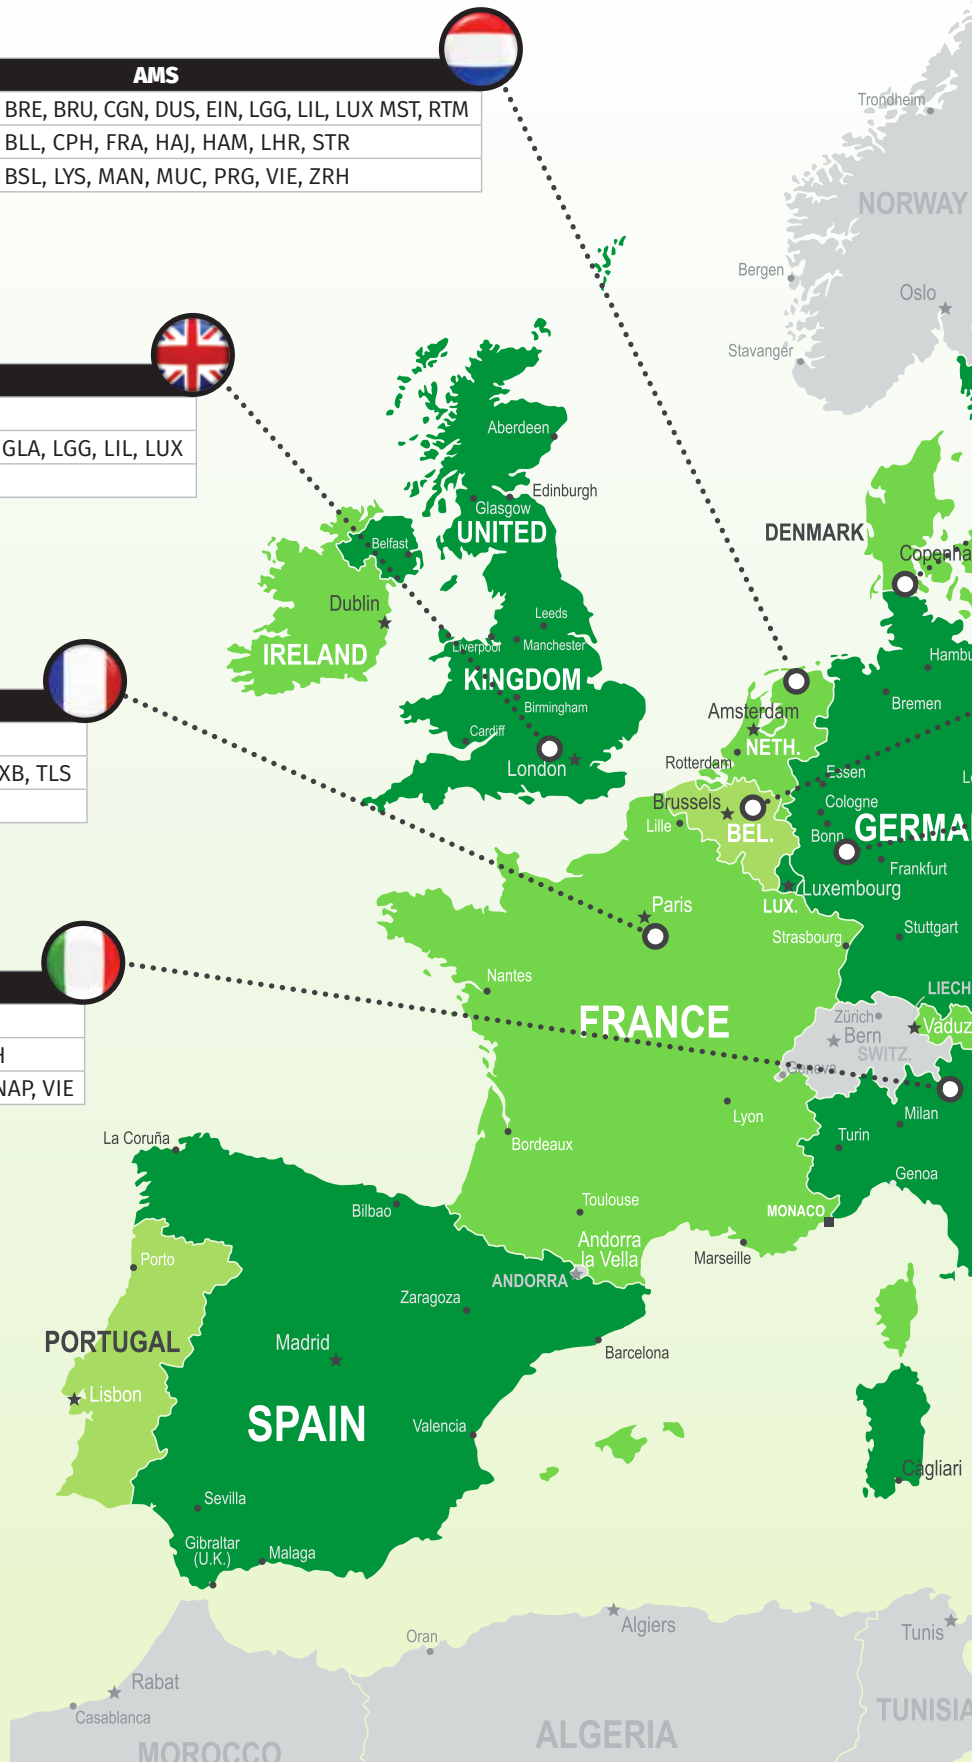 AMS
BRE, BRU, CGN, DUS, EIN, LGG, LIL, LUX MST, RTM
BLL, CPH, FRA, HAJ, HAM, LHR, STR
BSL, LYS, MAN, MUC, PRG, VIE, ZRH
Trondheim
NORWAY
Bergen
Oslo
Stavanger
GLA, LGG, LIL, LUX
Aberdeen
Edinburgh
Glasgow
UNITED
DENMARK
Belfast
Copenha
Dublin
Leeds
IRELAND
Liverpool
Manchester
Hambu
KINGDOM
Birmingham
Bremen
Amsterdam
Cardiff
NETH.
XB, TLS
London
Rotterdam
Essen
Le
Brussels
Cologne
Lille
BEL.
Bonn
GERMA
Frankfurt
Luxembourg
Paris
LUX.
Strasbourg
Stuttgart
Nantes
LIECH
FRANCE
Zürich
Vaduz
Bern
SWITZ.
H
Geneva
NAP, VIE
Milan
Lyon
La Coruña
Turin
Bordeaux
Genoa
Toulouse
Bilbao
MONACO
Andorra
la Vella
Porto
Marseille
ANDORRA
Zaragoza
PORTUGAL
Madrid
Barcelona
Lisbon
SPAIN
Valencia
Cagliari
Sevilla
Gibraltar
(U.K.)
Malaga
Algiers
Oran
Tunis
Rabat
Casablanca
TUNISIA
ALGERIA
MOROCCO